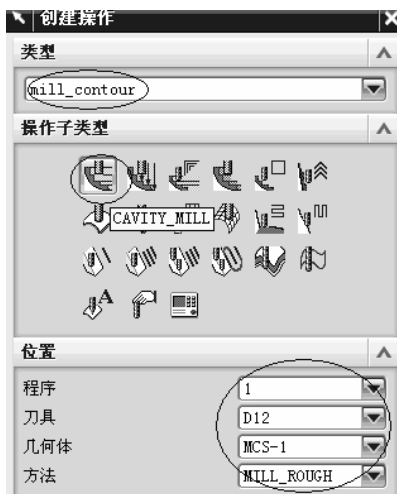 创建操作
类型
mill_contour
操作子类型
CAVITY_MILL
A
位置
程序 1
刀具 D12
几何体 MCS-1
方法 MILL_ROUGH